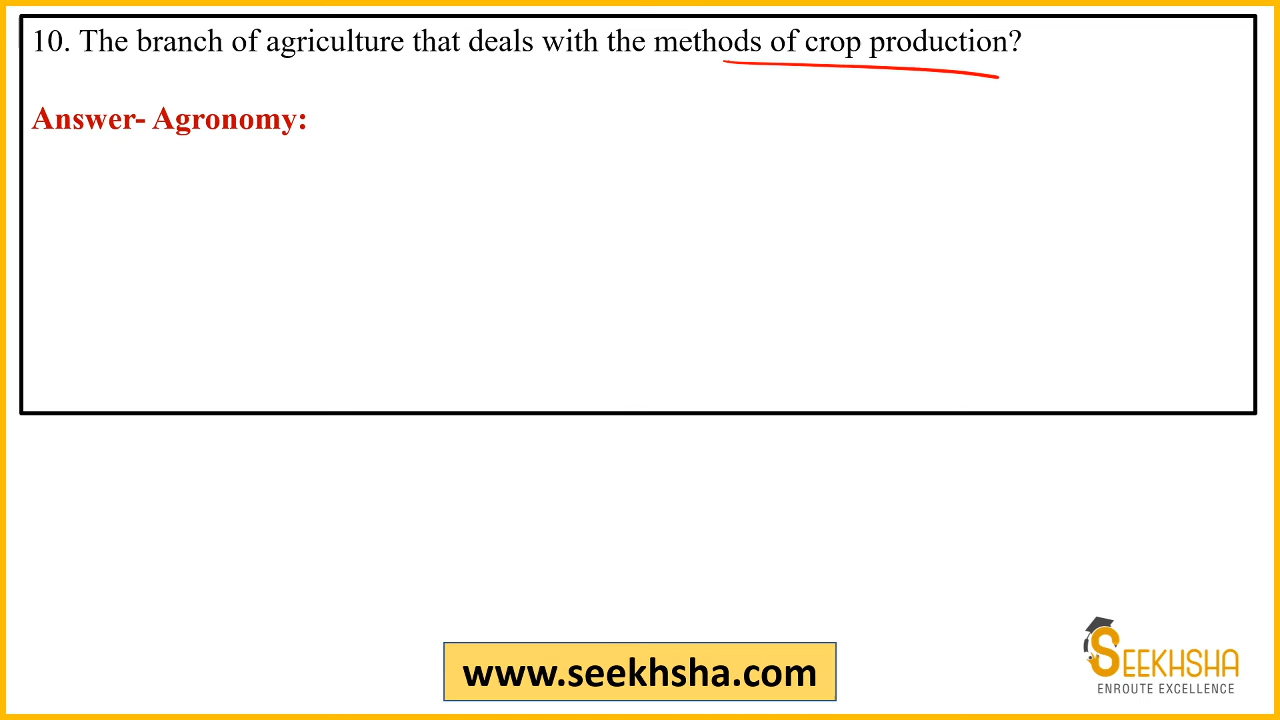 10. The branch of agriculture that deals with the methods of crop production?
Answer- Agronomy:
www.seekhsha.com
SEEKHSHA
ENROUTE EXCELLENCE